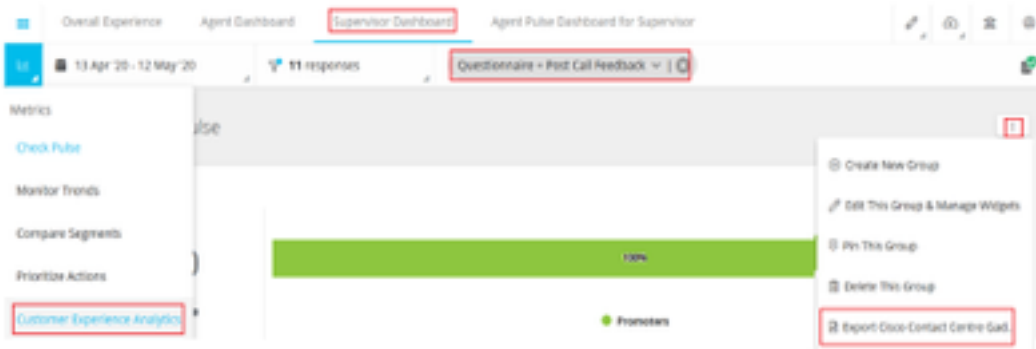 Overall Experience Agent Dashboard Supervisor Dashboard Agent Pulse Dashboard for Supervisor
13 Apr '20 - 12 May '20 11 responses Questionnaire = Post Call Feedback
Metrics
ulse
Check Pulse
Create New Group
Monitor Trends
Edit This Group & Manage Widgets
Compare Segments
Pin This Group
100%
Prioritize Actions
Delete This Group
Customer Experience Analytics
Promoters
Export Cisco Contact Centre Gad..